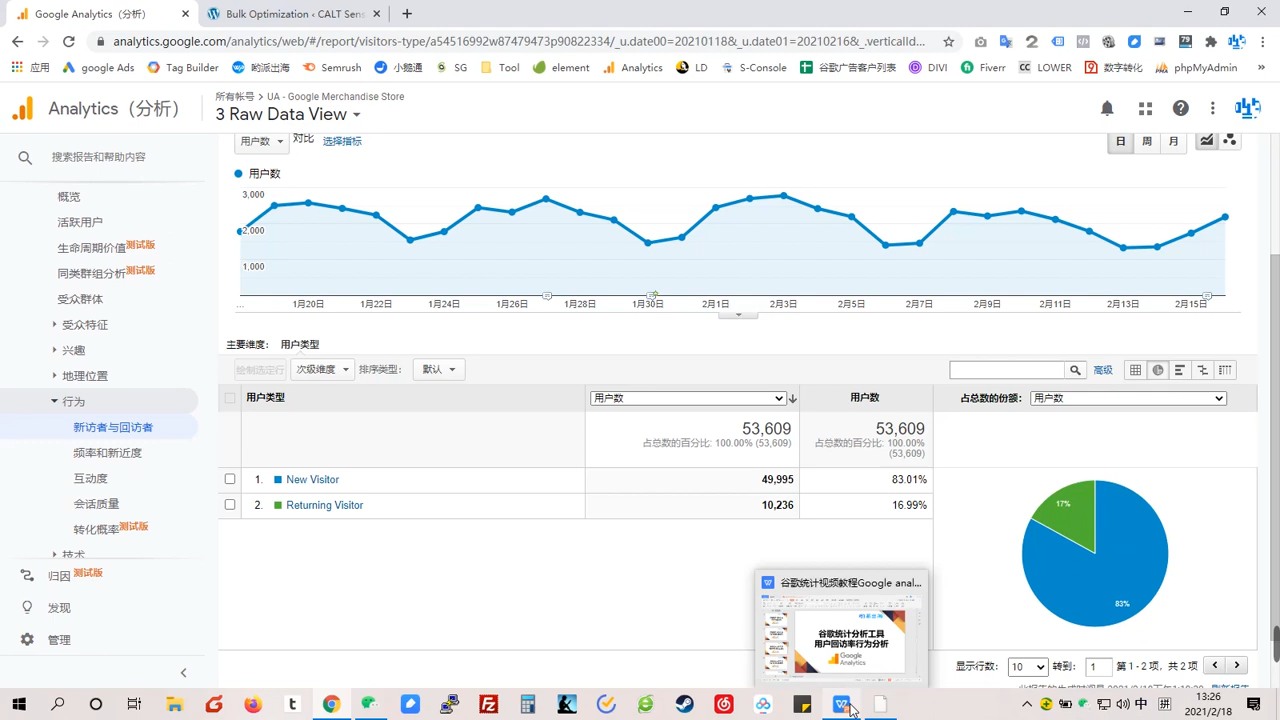 Google Analytics（分析）
Bulk Optimization ‹ CALT Sens
analytics.google.com/analytics/web/#/report/visitors-type/a54516992w87479473p90822334/_u.date00=20210118&_u.date01=20210216&_.verticalId...
应用
google Ads
Tag Builder
哟派出海
Semrush
小鹅通
SG
Tool
element
Analytics
LD
S-Console
谷歌广告客户列表
DIVI
Fiverr
CC LOWER
数字转化
phpMyAdmin
Analytics（分析）
所有帐号 > UA - Google Merchandise Store
3 Raw Data View
搜索报告和帮助内容
用户数
对比
选择指标
日 周 月
概览
活跃用户
生命周期价值测试版
同类群组分析测试版
受众群体
受众特征
兴趣
地理位置
行为
新访者与回访者
频率和新近度
互动度
会话质量
转化概率测试版
技术
归因测试版
发现
管理
用户数
3,000
2,000
1,000
... 1月20日 1月22日 1月24日 1月26日 1月28日 1月30日 2月1日 2月3日 2月5日 2月7日 2月9日 2月11日 2月13日 2月15日
主要维度： 用户类型
绘制选定行 次级维度 排序类型： 默认
高级
用户类型 用户数 用户数 占总数的份额： 用户数
53,609 53,609
占总数的百分比: 100.00% (53,609)
占总数的百分比: 100.00% (53,609)
1. New Visitor 49,995 83.01%
2. Returning Visitor 10,236 16.99%
17%
83%
谷歌统计视频教程Google anal...
谷歌统计分析工具
用户回访率行为分析
Google
Analytics
显示行数： 10 转到： 1 第 1 - 2 项，共 2 项
13:26
2021/2/18
中
拼